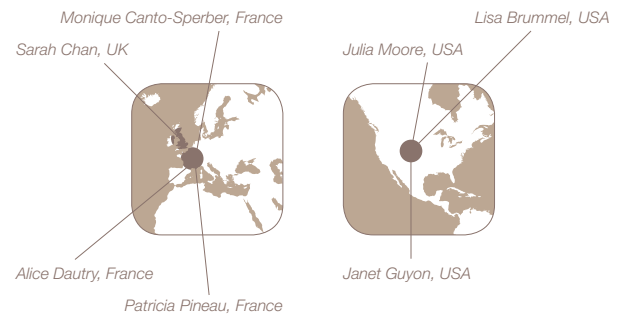 Monique Canto-Sperber, France
Lisa Brummel, USA
Sarah Chan, UK
Julia Moore, USA
Alice Dautry, France
Janet Guyon, USA
Patricia Pineau, France